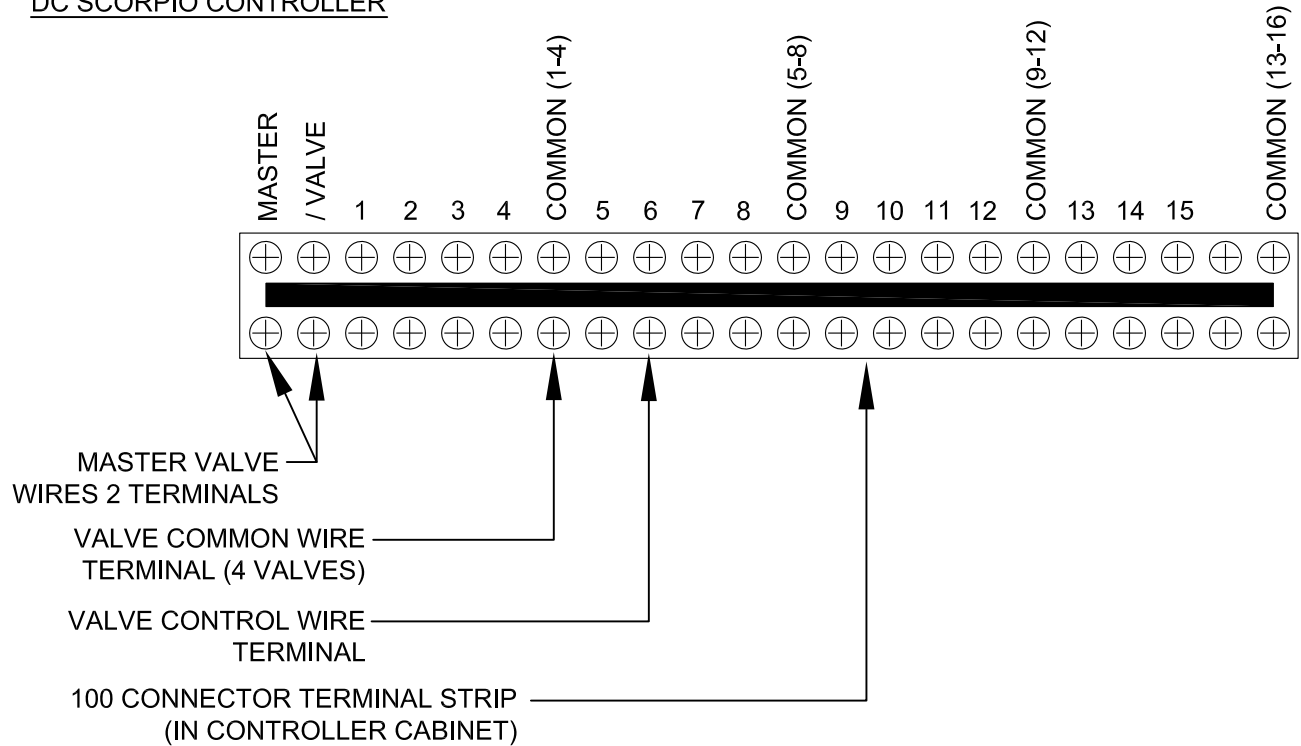 DC SCORPIO CONTROLLER
MASTER
/ VALVE
1
2
3
4
COMMON (1-4)
5
6
7
8
COMMON (5-8)
9
10
11
12
COMMON (9-12)
13
14
15
COMMON (13-16)
MASTER VALVE
WIRES 2 TERMINALS
VALVE COMMON WIRE
TERMINAL (4 VALVES)
VALVE CONTROL WIRE
TERMINAL
100 CONNECTOR TERMINAL STRIP
(IN CONTROLLER CABINET)